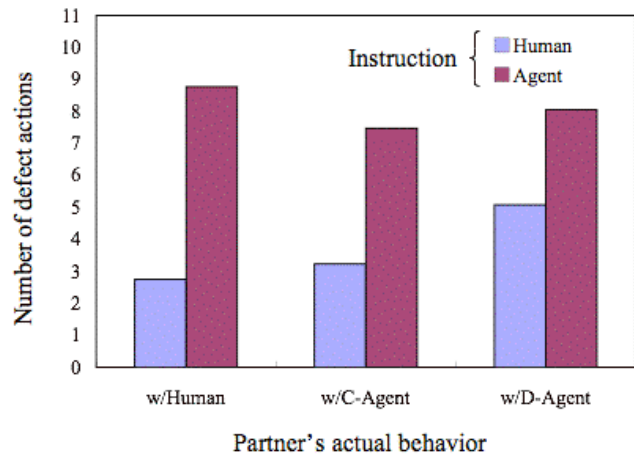 11
10
9
8
7
6
5
4
3
2
1
0
Number of defect actions
Instruction
Human
Agent
w/Human w/C-Agent w/D-Agent
Partner's actual behavior